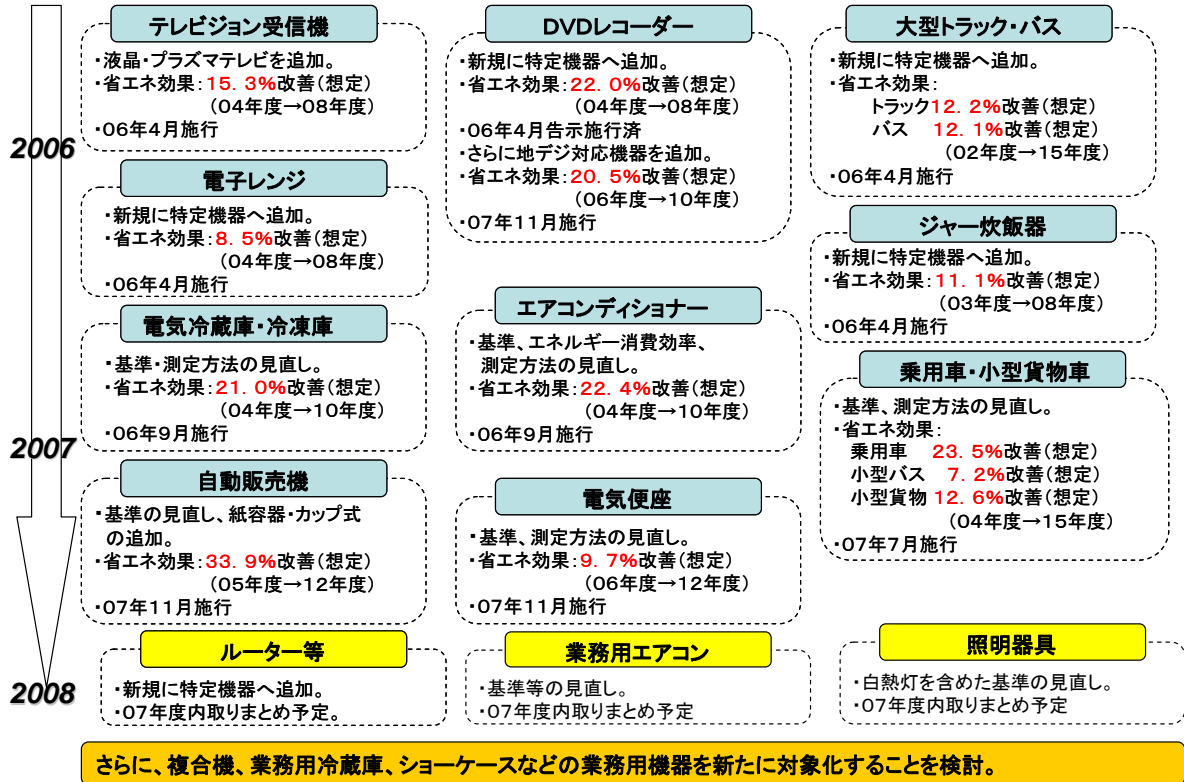 2006
2007
2008
テレビジョン受信機
・液晶・プラズマテレビを追加。
・省エネ効果：１５．３%改善（想定）
（０４年度→０８年度）
・０６年４月施行
電子レンジ
・新規に特定機器へ追加。
・省エネ効果：８．５%改善（想定）
（０４年度→０８年度）
・０６年４月施行
電気冷蔵庫・冷凍庫
・基準・測定方法の見直し。
・省エネ効果：２１．０%改善（想定）
（０４年度→１０年度）
・０６年９月施行
自動販売機
・基準の見直し、紙容器・カップ式
の追加。
・省エネ効果：３３．９%改善（想定）
（０５年度→１２年度）
・０７年１１月施行
ルーター等
・新規に特定機器へ追加。
・０７年度内取りまとめ予定。
ＤＶＤレコーダー
・新規に特定機器へ追加。
・省エネ効果：２２．０%改善（想定）
（０４年度→０８年度）
・０６年４月告示施行済
・さらに地デジ対応機器を追加。
・省エネ効果：２０．５%改善（想定）
（０６年度→１０年度）
・０７年１１月施行
エアコンディショナー
・基準、エネルギー消費効率、
測定方法の見直し。
・省エネ効果：２２．４%改善（想定）
（０４年度→１０年度）
・０６年９月施行
電気便座
・基準、測定方法の見直し。
・省エネ効果：９．７%改善（想定）
（０６年度→１２年度）
・０７年１１月施行
業務用エアコン
・基準等の見直し。
・０７年度内取りまとめ予定
大型トラック・バス
・新規に特定機器へ追加。
・省エネ効果：
トラック１２．２%改善（想定）
バス　１２．１%改善（想定）
（０２年度→１５年度）
・０６年４月施行
ジャー炊飯器
・新規に特定機器へ追加。
・省エネ効果：１１．１%改善（想定）
（０３年度→０８年度）
・０６年４月施行
乗用車・小型貨物車
・基準、測定方法の見直し。
・省エネ効果：
乗用車　２３．５%改善（想定）
小型バス　７．２%改善（想定）
小型貨物　１２．６%改善（想定）
（０４年度→１５年度）
・０７年７月施行
照明器具
・白熱灯を含めた基準の見直し。
・０７年度内取りまとめ予定
さらに、複合機、業務用冷蔵庫、ショーケースなどの業務用機器を新たに対象化することを検討。